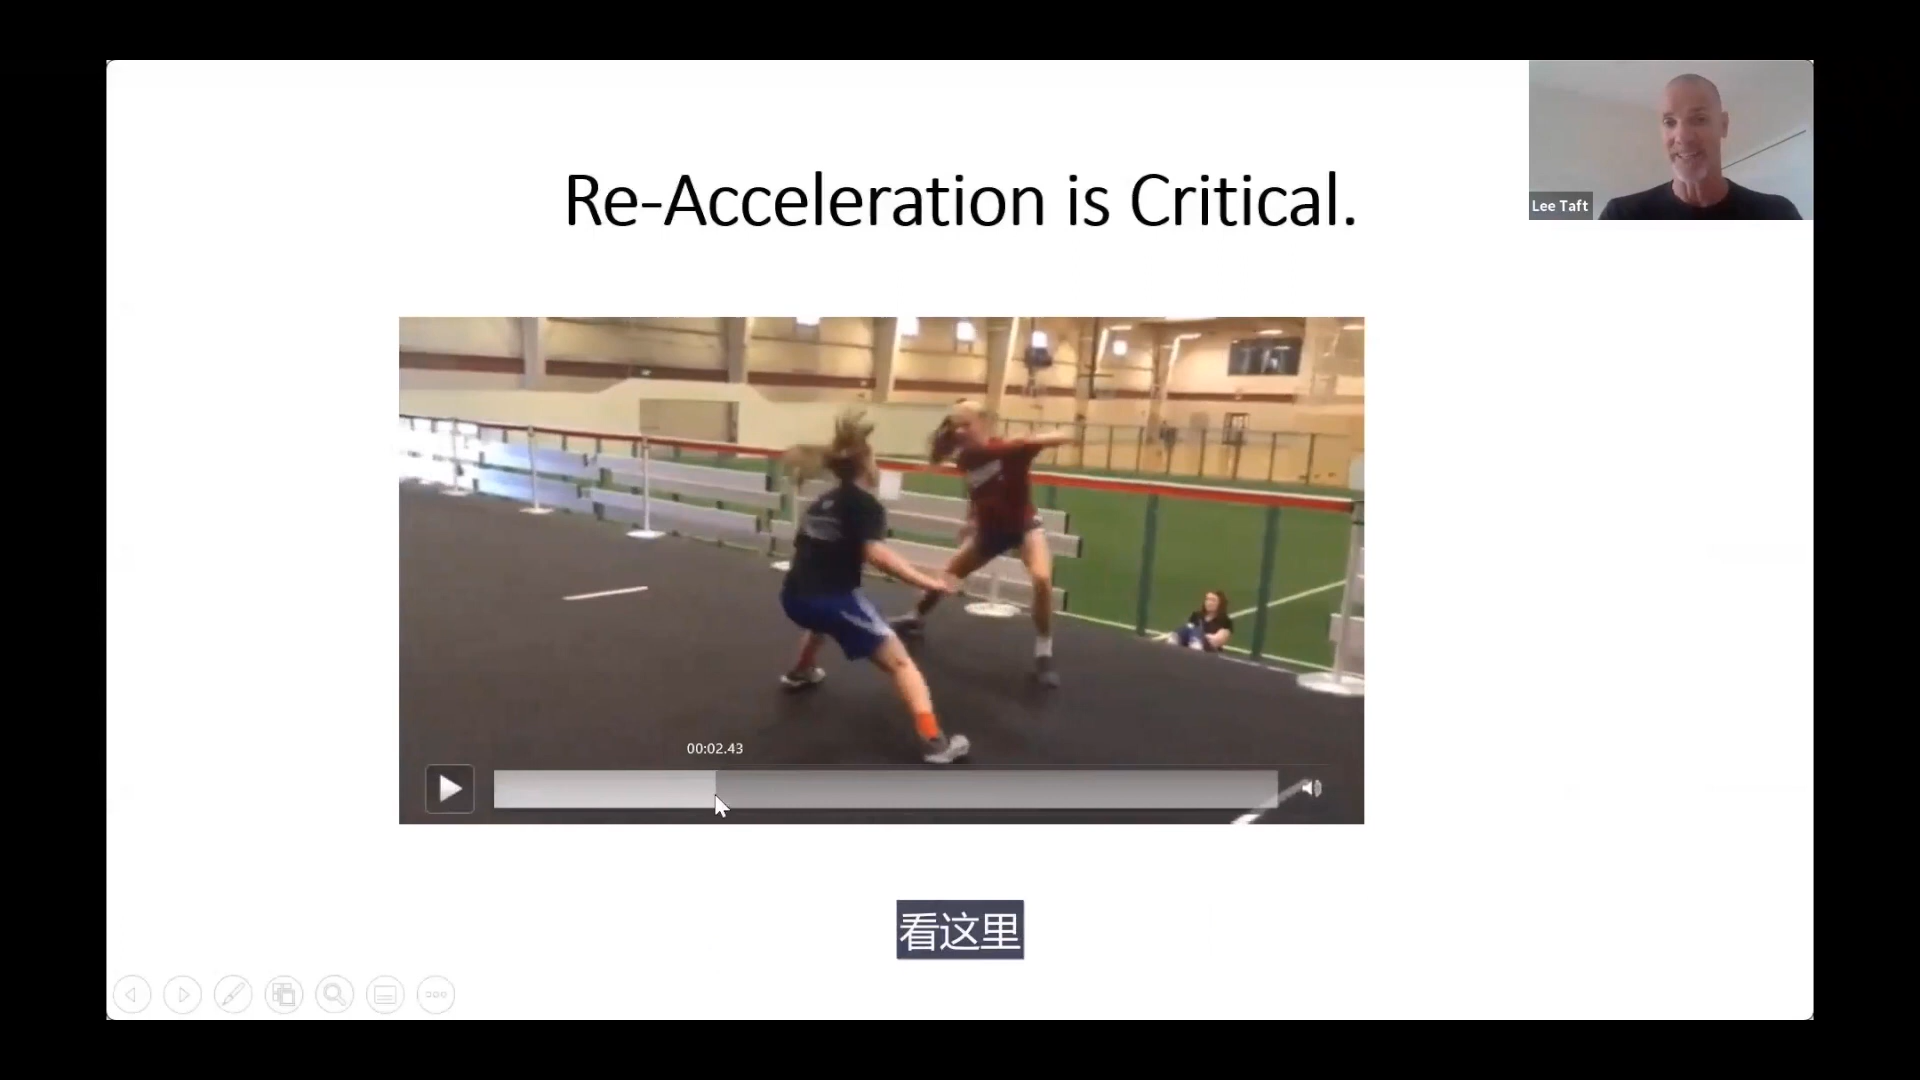 Re-Acceleration is Critical.
Lee Taft
00:02.43
看这里